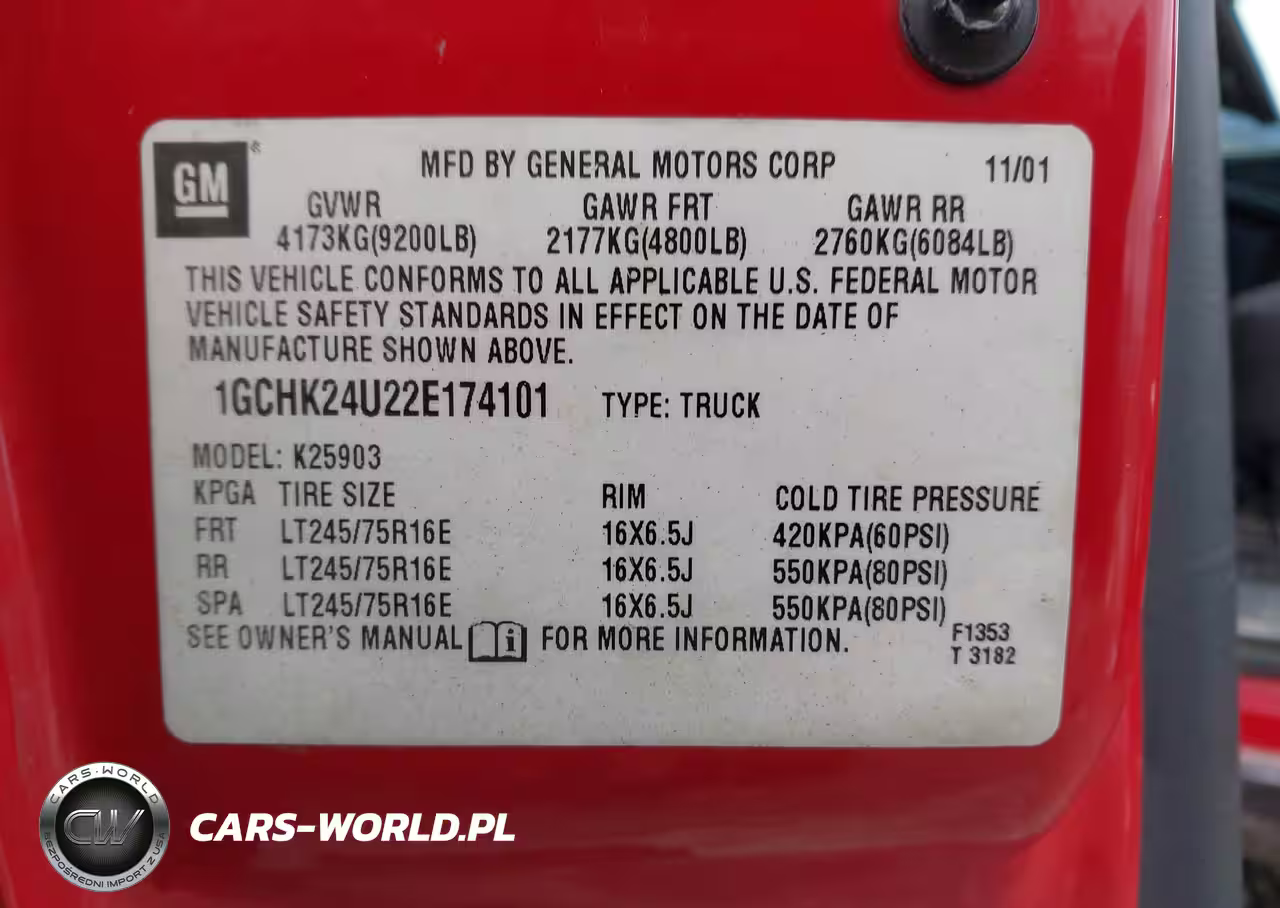 GM®
MFD BY GENERAL MOTORS CORP 11/01
GVWR GAWR FRT GAWR RR
4173KG(9200LB) 2177KG(4800LB) 2760KG(6084LB)
THIS VEHICLE CONFORMS TO ALL APPLICABLE U.S. FEDERAL MOTOR
VEHICLE SAFETY STANDARDS IN EFFECT ON THE DATE OF
MANUFACTURE SHOWN ABOVE.
1GCHK24U22E174101 TYPE: TRUCK
MODEL: K25903
KPGA TIRE SIZE RIM COLD TIRE PRESSURE
FRT LT245/75R16E 16X6.5J 420KPA(60PSI)
RR LT245/75R16E 16X6.5J 550KPA(80PSI)
SPA LT245/75R16E 16X6.5J 550KPA(80PSI)
SEE OWNER'S MANUAL i FOR MORE INFORMATION.
F1353
T 3182
CARS-WORLD
CW
BEZPOŚREDNI IMPORT Z USA
CARS-WORLD.PL